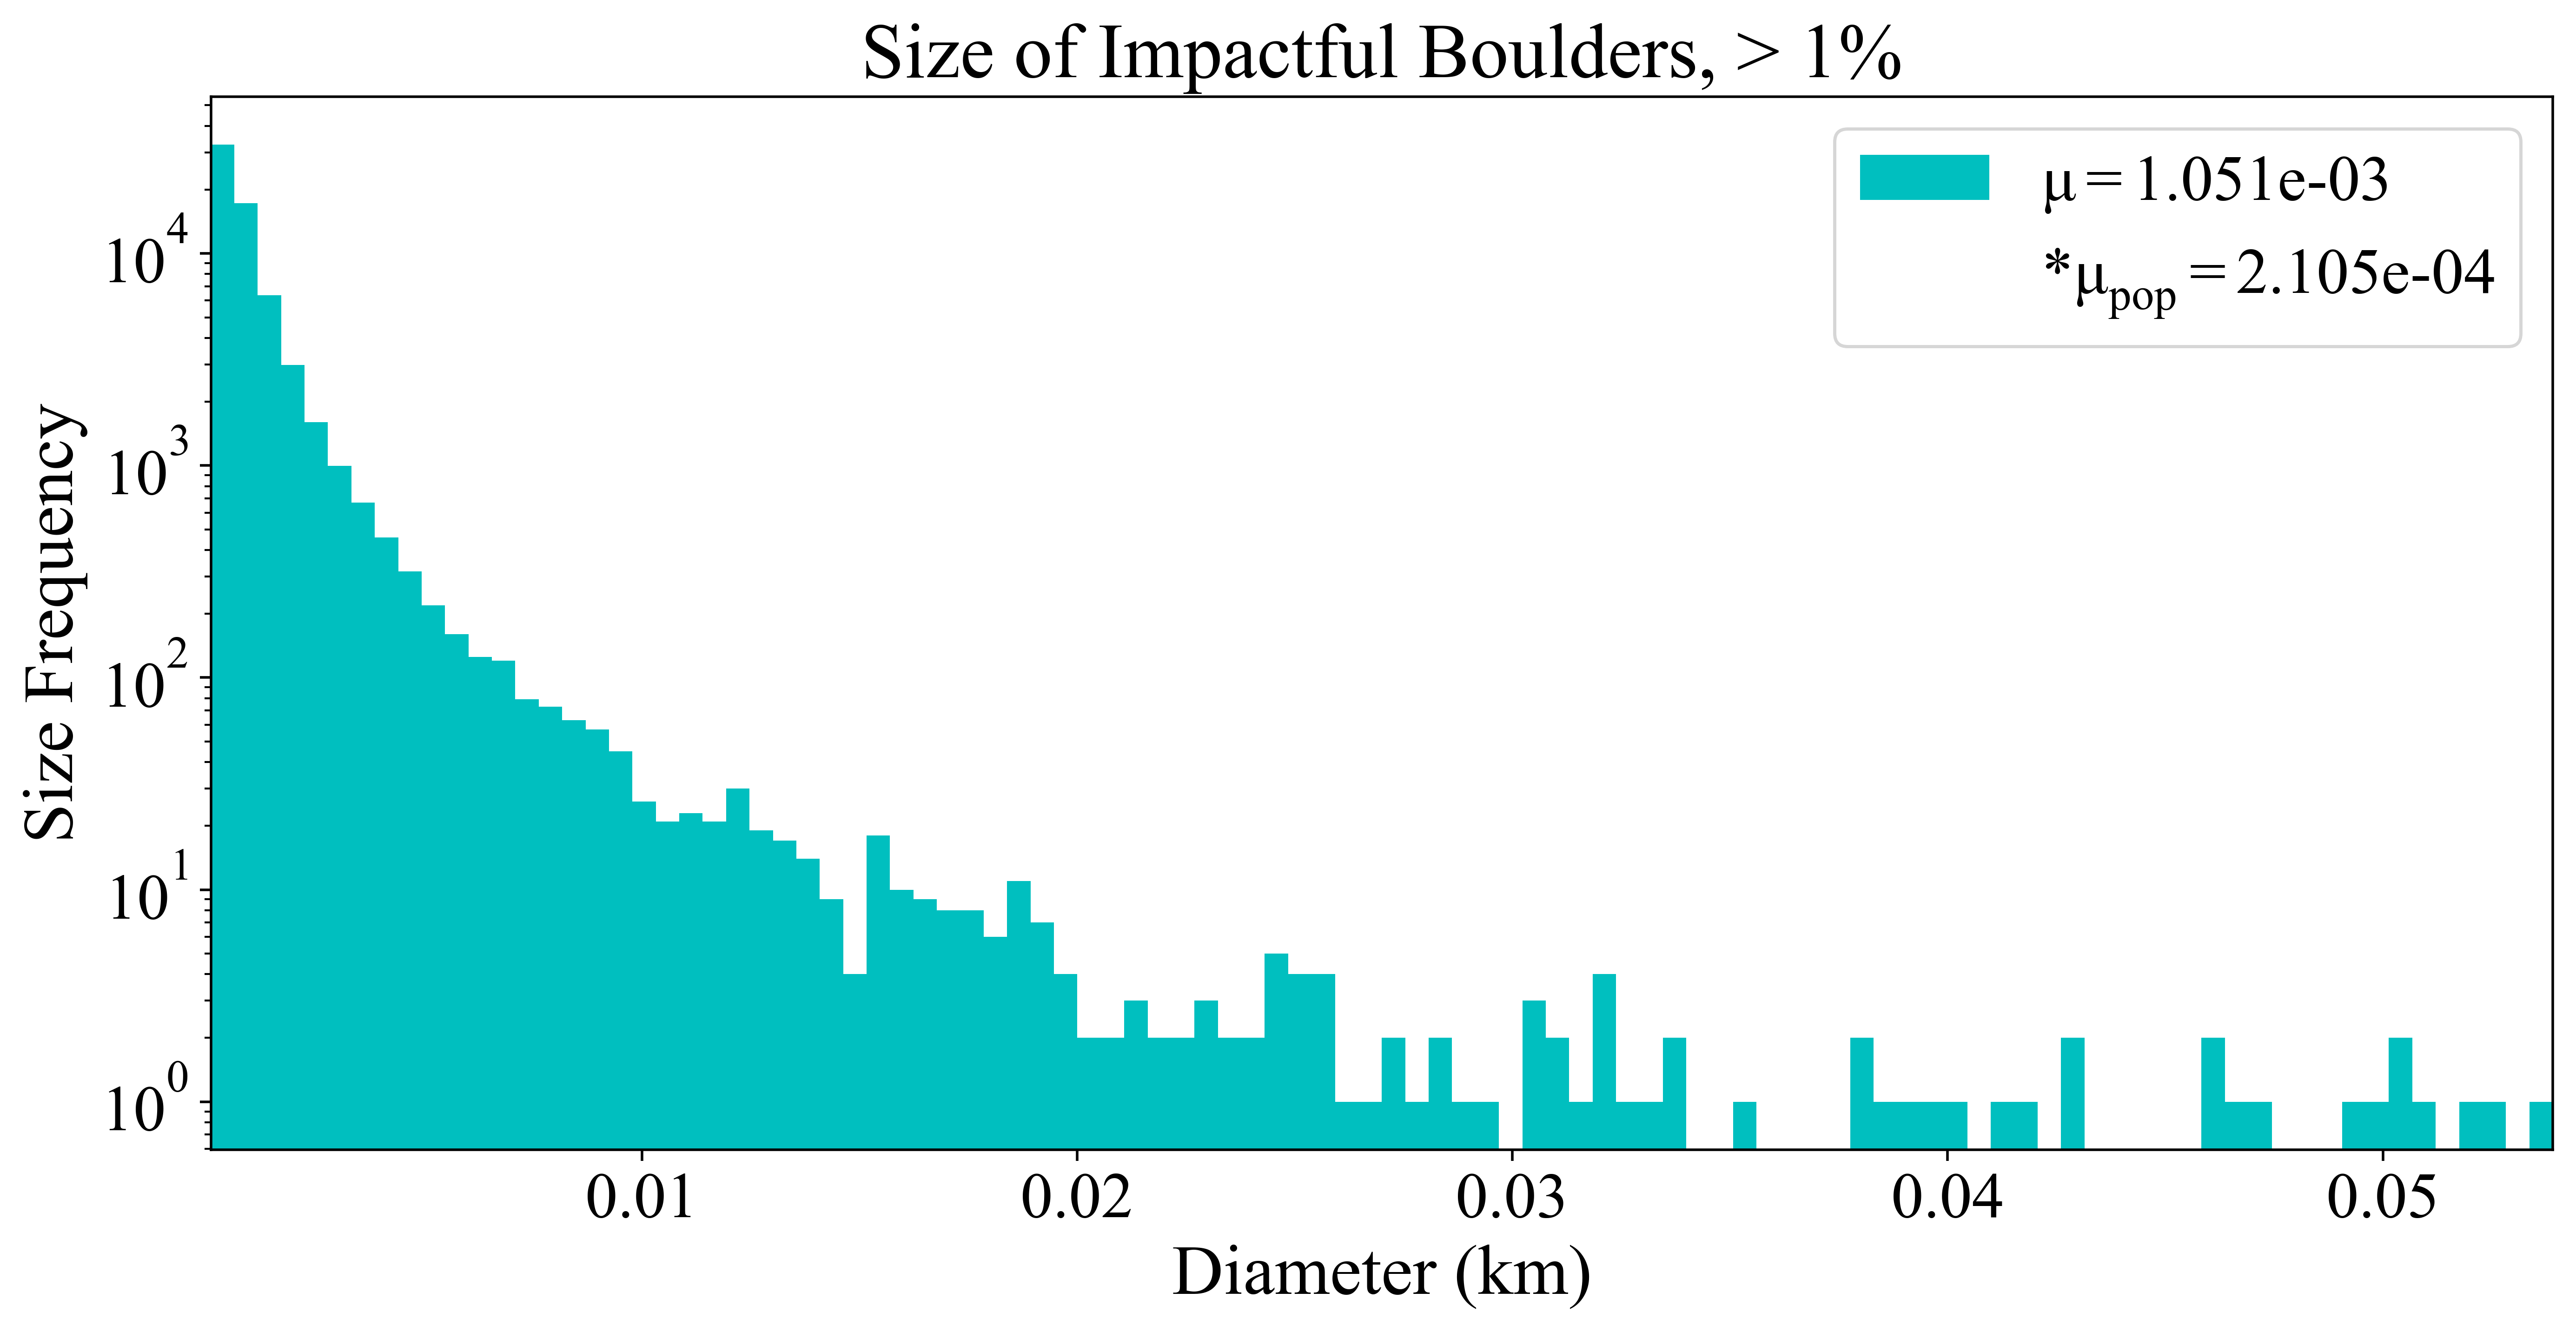 Size of Impactful Boulders, > 1%
μ = 1.051e-03
*μpop = 2.105e-04
Size Frequency
10^4
10^3
10^2
10^1
10^0
0.01 0.02 0.03 0.04 0.05
Diameter (km)